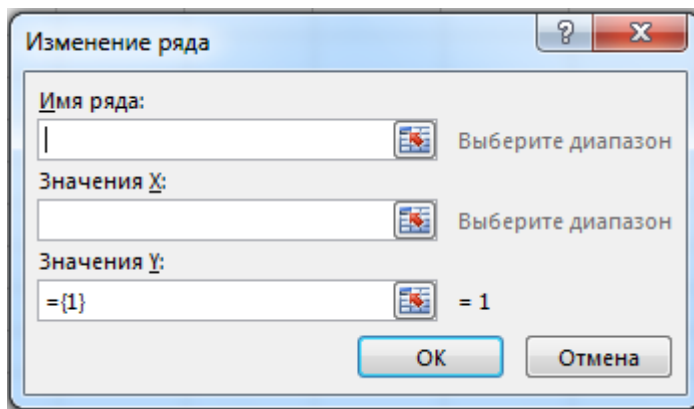 Изменение ряда
?
X
Имя ряда:
Выберите диапазон
Значения X:
Выберите диапазон
Значения Y:
={1}
= 1
ОК
Отмена